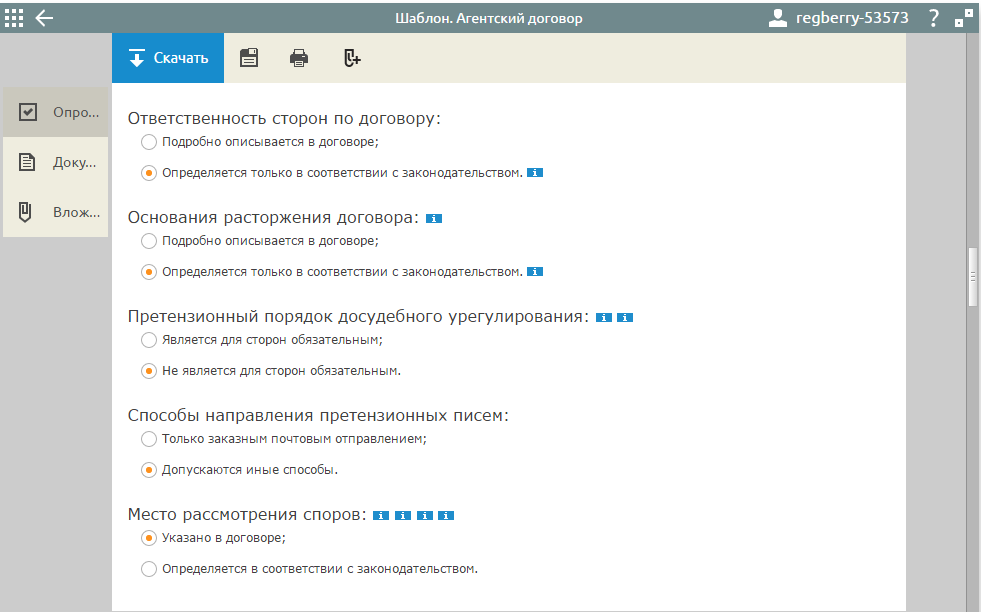 Шаблон. Агентский договор
regberry-53573
?
Скачать
Опро...
Доку...
Влож...
Ответственность сторон по договору:
Подробно описывается в договоре;
Определяется только в соответствии с законодательством. i
Основания расторжения договора: i
Подробно описывается в договоре;
Определяется только в соответствии с законодательством. i
Претензионный порядок досудебного урегулирования: i i
Является для сторон обязательным;
Не является для сторон обязательным.
Способы направления претензионных писем:
Только заказным почтовым отправлением;
Допускаются иные способы.
Место рассмотрения споров: i i i i
Указано в договоре;
Определяется в соответствии с законодательством.